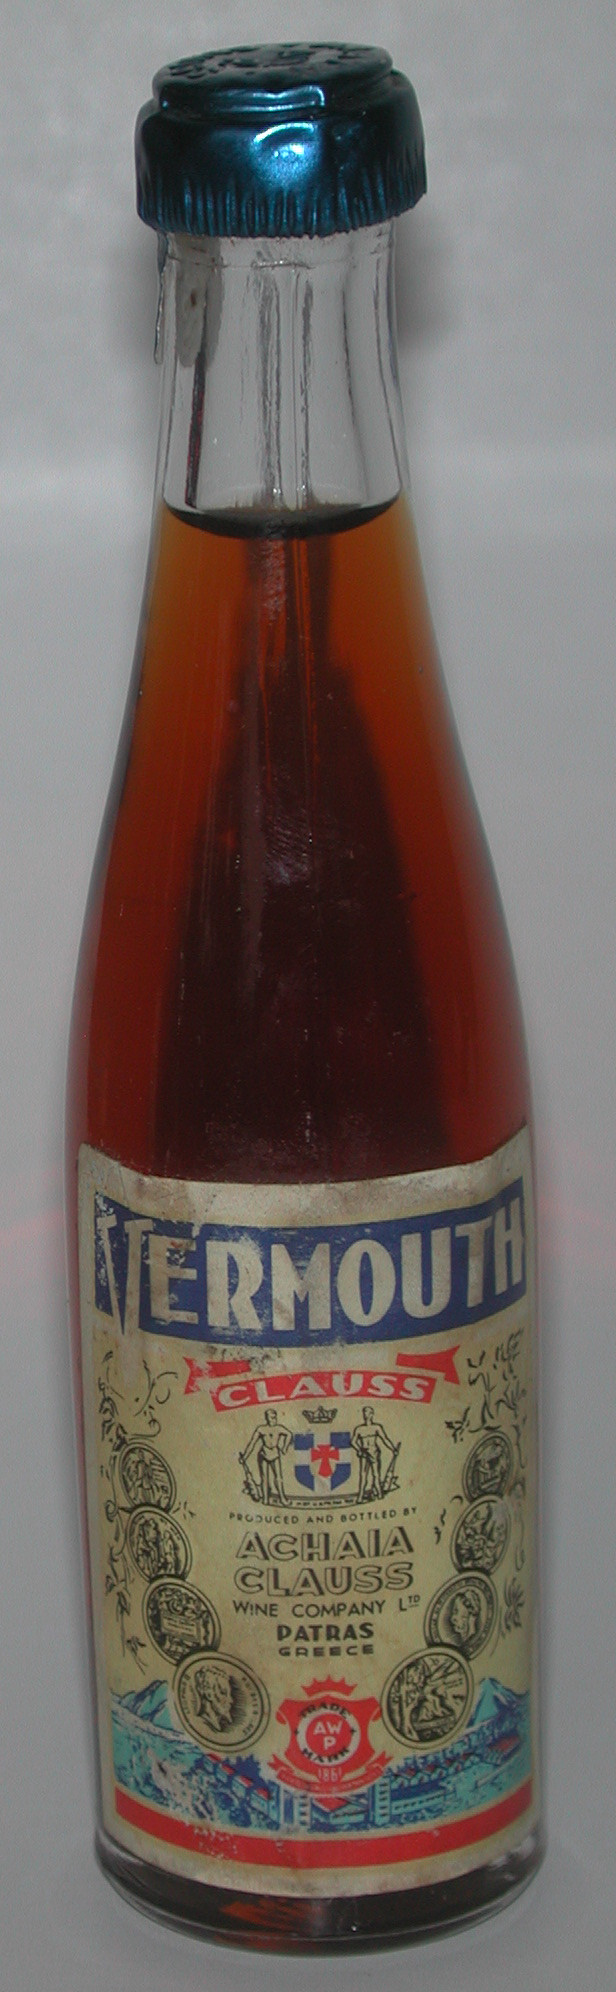 VERMOUTH
CLAUSS
PRODUCED AND BOTTLED BY
ACHAIA
CLAUSS
WINE COMPANY LTD
PATRAS
GREECE
TRADE
AW
P
MARK
1861